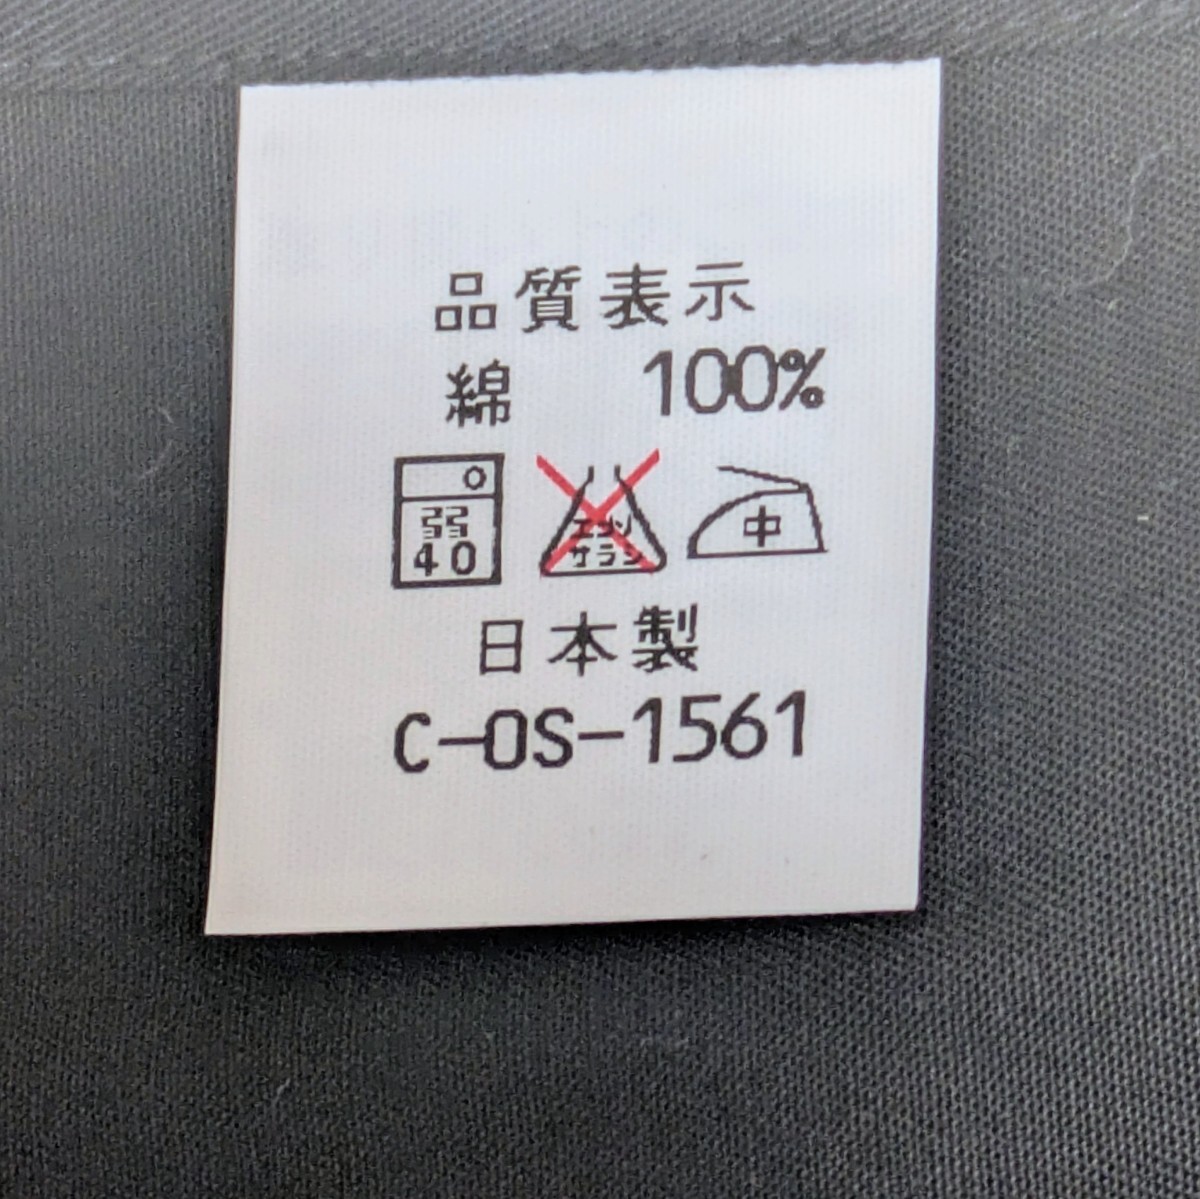 品質表示
綿 100%
弱 40 エンソサラシ 中
日本製
C-OS-1561